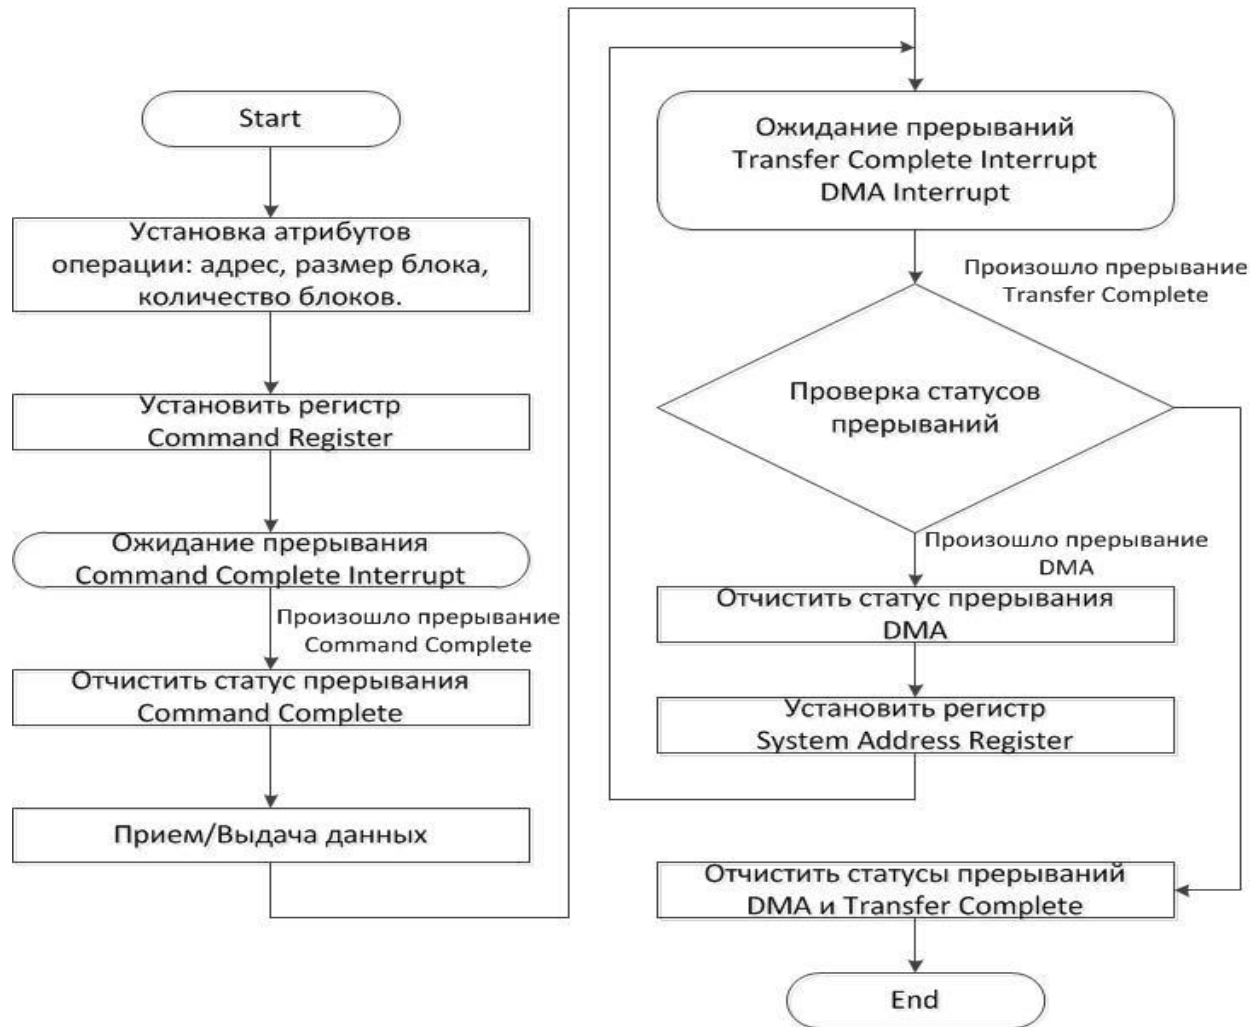 Start
Установка атрибутов
операции: адрес, размер блока,
количество блоков.
Установить регистр
Command Register
Ожидание прерывания
Command Complete Interrupt
Произошло прерывание
Command Complete
Отчистить статус прерывания
Command Complete
Прием/Выдача данных
Ожидание прерываний
Transfer Complete Interrupt
DMA Interrupt
Произошло прерывание
Transfer Complete
Проверка статусов
прерываний
Произошло прерывание
DMA
Отчистить статус прерывания
DMA
Установить регистр
System Address Register
Отчистить статусы прерываний
DMA и Transfer Complete
End